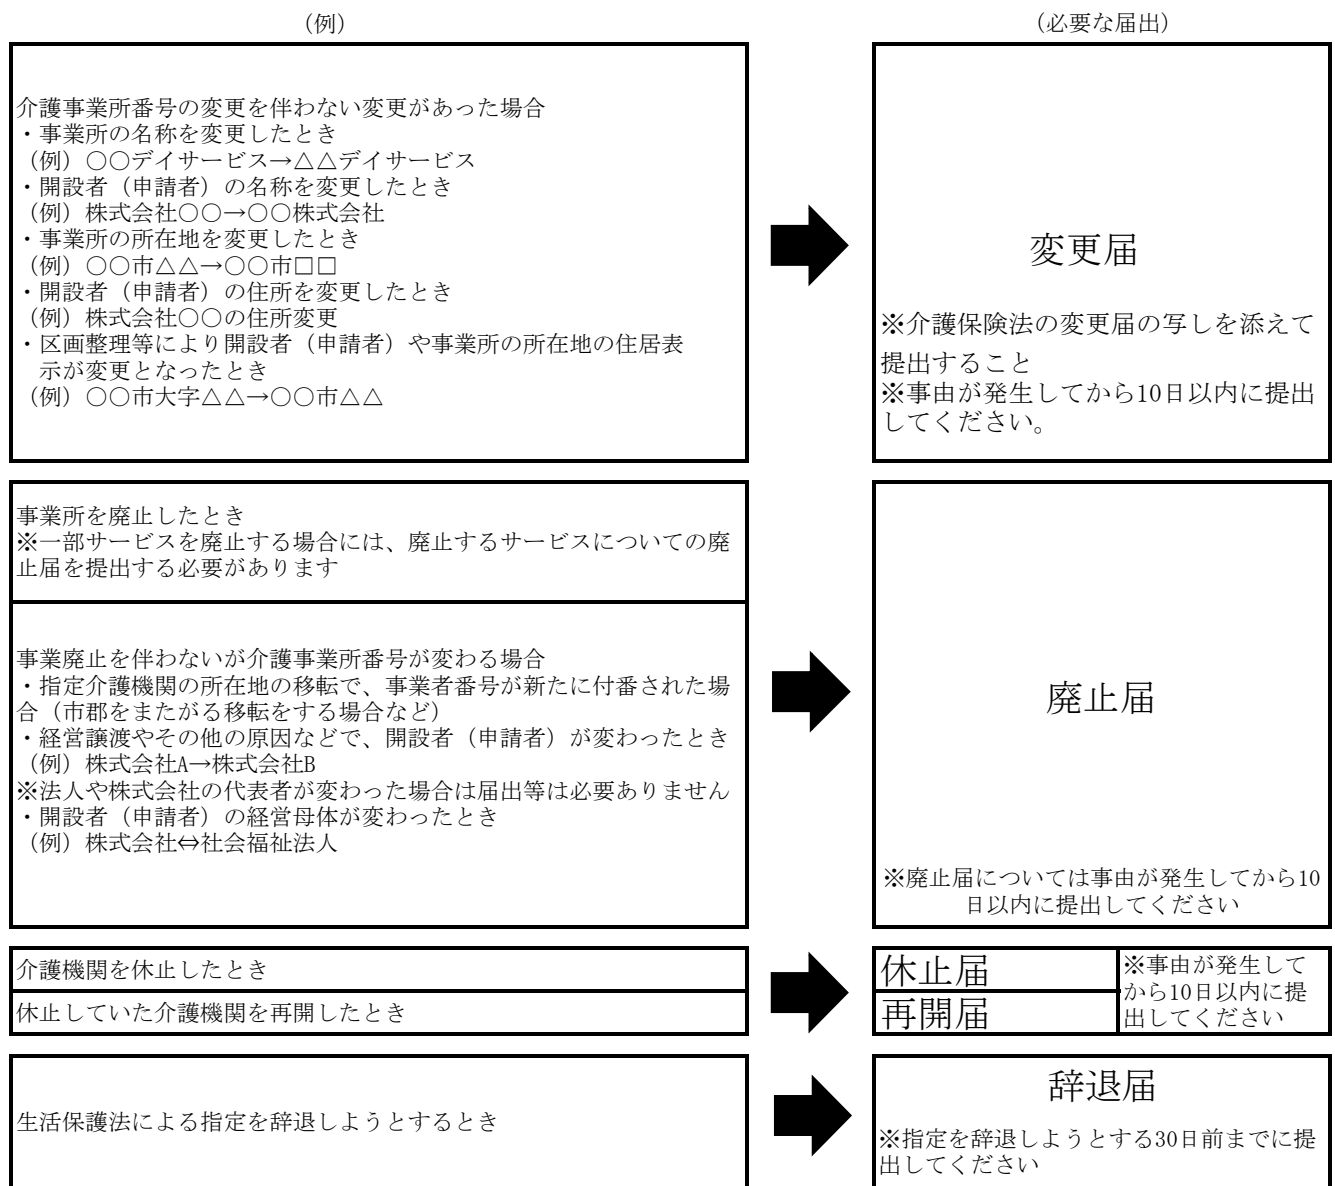 （例）
（必要な届出）
介護事業所番号の変更を伴わない変更があった場合
・事業所の名称を変更したとき
（例）○○デイサービス→△△デイサービス
・開設者（申請者）の名称を変更したとき
（例）株式会社○○→○○株式会社
・事業所の所在地を変更したとき
（例）○○市△△→○○市□□
・開設者（申請者）の住所を変更したとき
（例）株式会社○○の住所変更
・区画整理等により開設者（申請者）や事業所の所在地の住居表
示が変更となったとき
（例）○○市大字△△→○○市△△
変更届
※介護保険法の変更届の写しを添えて
提出すること
※事由が発生してから10日以内に提出
してください。
事業所を廃止したとき
※一部サービスを廃止する場合には、廃止するサービスについての廃
止届を提出する必要があります
事業廃止を伴わないが介護事業所番号が変わる場合
・指定介護機関の所在地の移転で、事業者番号が新たに付番された場
合（市郡をまたがる移転をする場合など）
・経営譲渡やその他の原因などで、開設者（申請者）が変わったとき
（例）株式会社A→株式会社B
※法人や株式会社の代表者が変わった場合は届出等は必要ありません
・開設者（申請者）の経営母体が変わったとき
（例）株式会社⇔社会福祉法人
廃止届
※廃止届については事由が発生してから10
日以内に提出してください
介護機関を休止したとき
休止していた介護機関を再開したとき
休止届
再開届
※事由が発生して
から10日以内に提
出してください
生活保護法による指定を辞退しようとするとき
辞退届
※指定を辞退しようとする30日前までに提
出してください